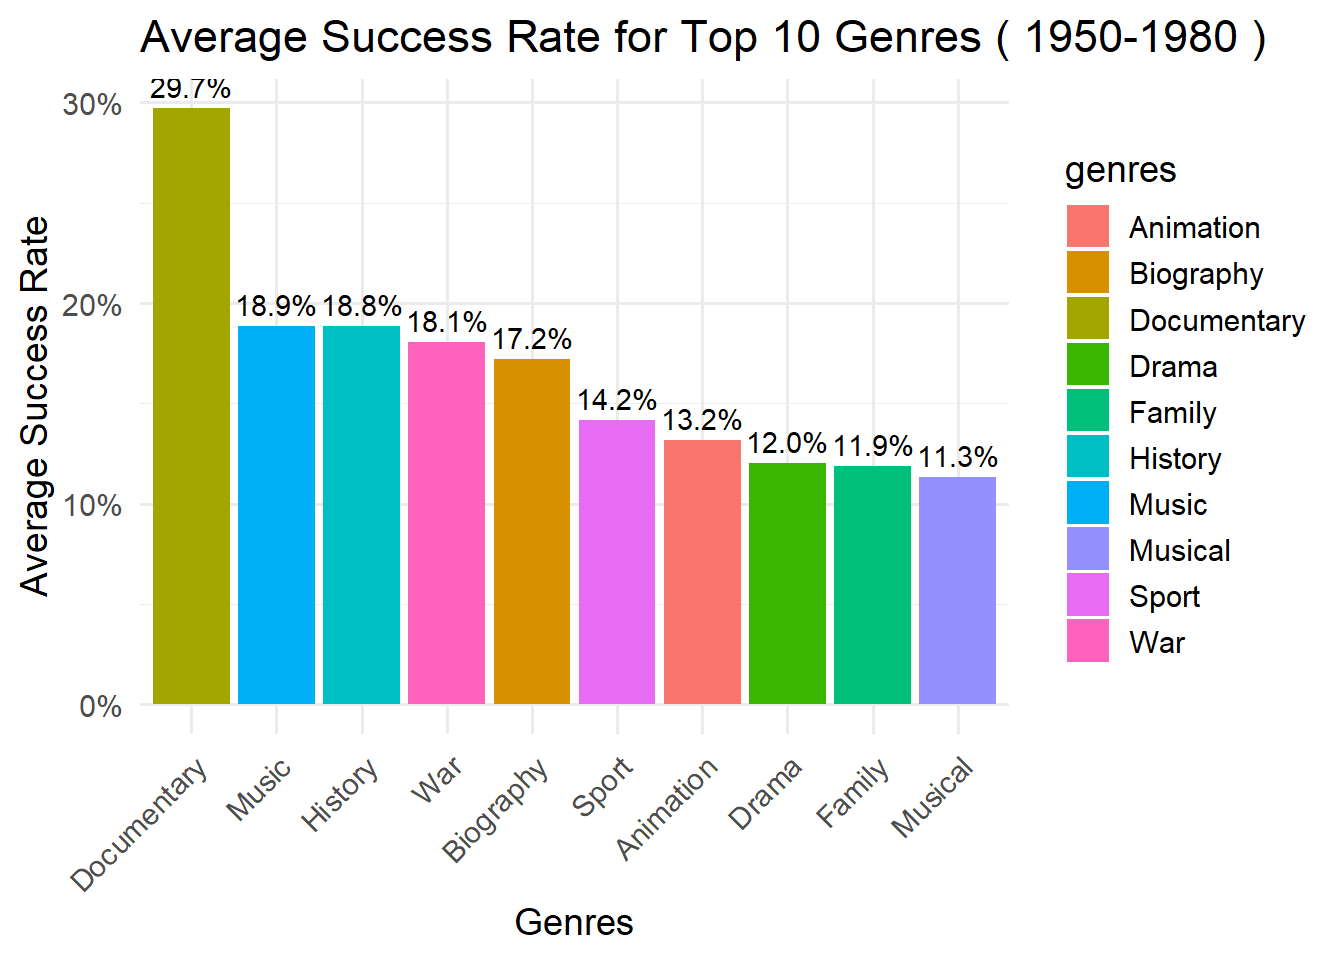 Average Success Rate for Top 10 Genres ( 1950-1980 )
Average Success Rate
30%
20%
10%
0%
29.7%
18.9%
18.8%
18.1%
17.2%
14.2%
13.2%
12.0%
11.9%
11.3%
Documentary
Music
History
War
Biography
Sport
Animation
Drama
Family
Musical
Genres
genres
Animation
Biography
Documentary
Drama
Family
History
Music
Musical
Sport
War